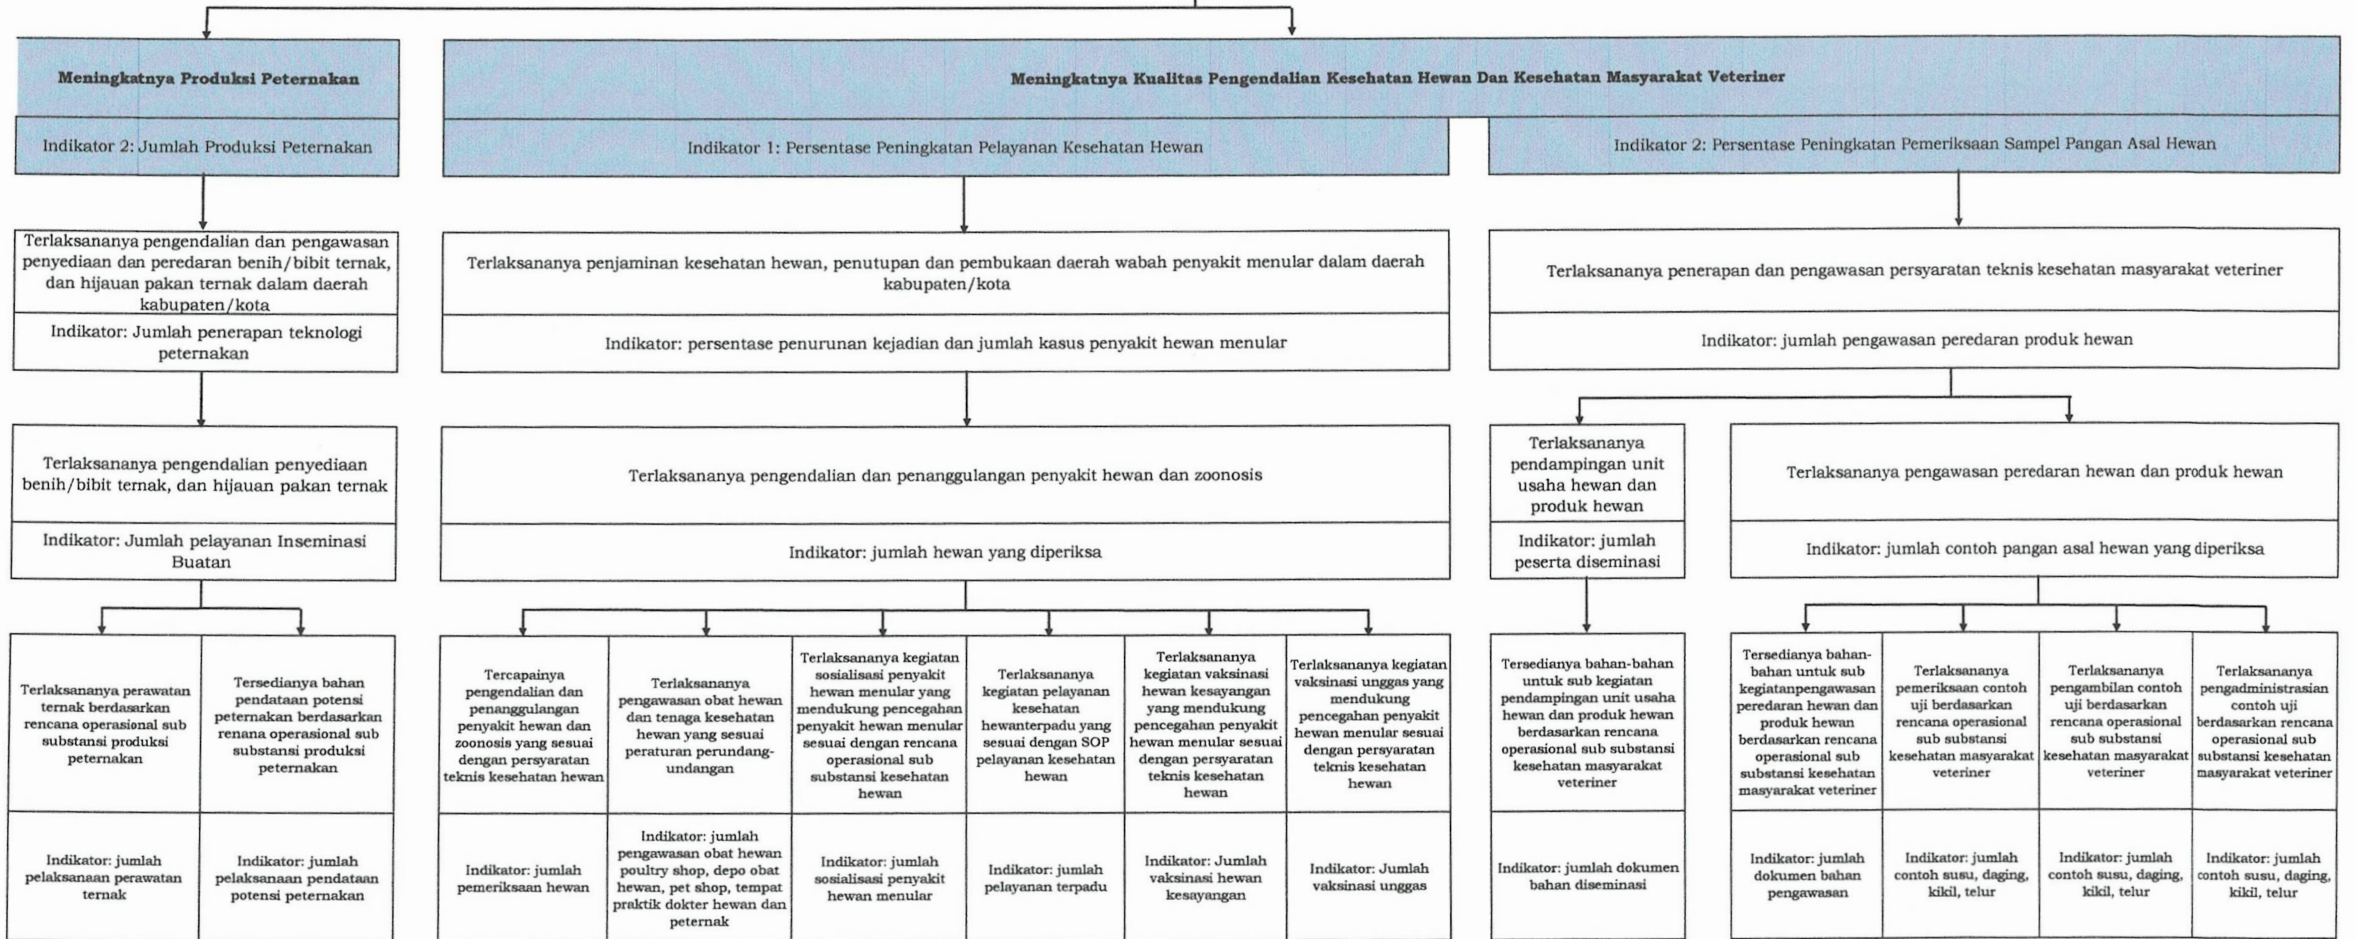 Meningkatnya Produksi Peternakan
Indikator 2: Jumlah Produksi Peternakan
Meningkatnya Kualitas Pengendalian Kesehatan Hewan Dan Kesehatan Masyarakat Veteriner
Indikator 1: Persentase Peningkatan Pelayanan Kesehatan Hewan
Indikator 2: Persentase Peningkatan Pemeriksaan Sampel Pangan Asal Hewan
Terlaksananya pengendalian dan pengawasan
penyediaan dan peredaran benih/bibit ternak,
dan hijauan pakan ternak dalam daerah
kabupaten/kota
Indikator: Jumlah penerapan teknologi
peternakan
Terlaksananya penjaminan kesehatan hewan, penutupan dan pembukaan daerah wabah penyakit menular dalam daerah
kabupaten/kota
Indikator: persentase penurunan kejadian dan jumlah kasus penyakit hewan menular
Terlaksananya penerapan dan pengawasan persyaratan teknis kesehatan masyarakat veteriner
Indikator: jumlah pengawasan peredaran produk hewan
Terlaksananya pengendalian penyediaan
benih/bibit ternak, dan hijauan pakan ternak
Indikator: Jumlah pelayanan Inseminasi
Buatan
Terlaksananya pengendalian dan penanggulangan penyakit hewan dan zoonosis
Indikator: jumlah hewan yang diperiksa
Terlaksananya
pendampingan unit
usaha hewan dan
produk hewan
Indikator: jumlah
peserta diseminasi
Terlaksananya pengawasan peredaran hewan dan produk hewan
Indikator: jumlah contoh pangan asal hewan yang diperiksa
Terlaksananya perawatan
ternak berdasarkan
rencana operasional sub
substansi produksi
peternakan
Indikator: jumlah
pelaksanaan perawatan
ternak
Tersedianya bahan
pendataan potensi
peternakan berdasarkan
renana operasional sub
substansi produksi
peternakan
Indikator: jumlah
pelaksanaan pendataan
potensi peternakan
Tercapainya
pengendalian dan
penanggulangan
penyakit hewan dan
zoonosis yang sesuai
dengan persyaratan
teknis kesehatan hewan
Indikator: jumlah
pemeriksaan hewan
Terlaksananya
pengawasan obat hewan
dan tenaga kesehatan
hewan yang sesuai
peraturan perundang-
undangan
Indikator: jumlah
pengawasan obat hewan
poultry shop, depo obat
hewan, pet shop, tempat
praktik dokter hewan dan
peternak
Terlaksananya kegiatan
sosialisasi penyakit
hewan menular yang
mendukung pencegahan
penyakit hewan menular
sesuai dengan rencana
operasional sub
substansi kesehatan
hewan
Indikator: jumlah
sosialisasi penyakit
hewan menular
Terlaksananya
kegiatan pelayanan
kesehatan
hewanterpadu yang
sesuai dengan SOP
pelayanan kesehatan
hewan
Indikator: jumlah
pelayanan terpadu
Terlaksananya
kegiatan vaksinasi
hewan kesayangan
yang mendukung
pencegahan penyakit
hewan menular sesuai
dengan persyaratan
teknis kesehatan
hewan
Indikator: Jumlah
vaksinasi hewan
kesayangan
Terlaksananya kegiatan
vaksinasi unggas yang
mendukung
pencegahan penyakit
hewan menular sesuai
dengan persyaratan
teknis kesehatan
hewan
Indikator: Jumlah
vaksinasi unggas
Tersedianya bahan-bahan
untuk sub kegiatan
pendampingan unit usaha
hewan dan produk hewan
berdasarkan rencana
operasional sub substansi
kesehatan masyarakat
veteriner
Indikator: jumlah dokumen
bahan diseminasi
Tersedianya bahan-
bahan untuk sub
kegiatanpengawasan
peredaran hewan dan
produk hewan
berdasarkan rencana
operasional sub
substansi kesehatan
masyarakat veteriner
Indikator: jumlah
dokumen bahan
pengawasan
Terlaksananya
pemeriksaan contoh
uji berdasarkan
rencana operasional
sub substansi
kesehatan masyarakat
veteriner
Indikator: jumlah
contoh susu, daging,
kikil, telur
Terlaksananya
pengambilan contoh
uji berdasarkan
rencana operasional
sub substansi
kesehatan masyarakat
veteriner
Indikator: jumlah
contoh susu, daging,
kikil, telur
Terlaksananya
pengadministrasian
contoh uji
berdasarkan rencana
operasional sub
substansi kesehatan
masyarakat veteriner
Indikator: jumlah
contoh susu, daging,
kikil, telur